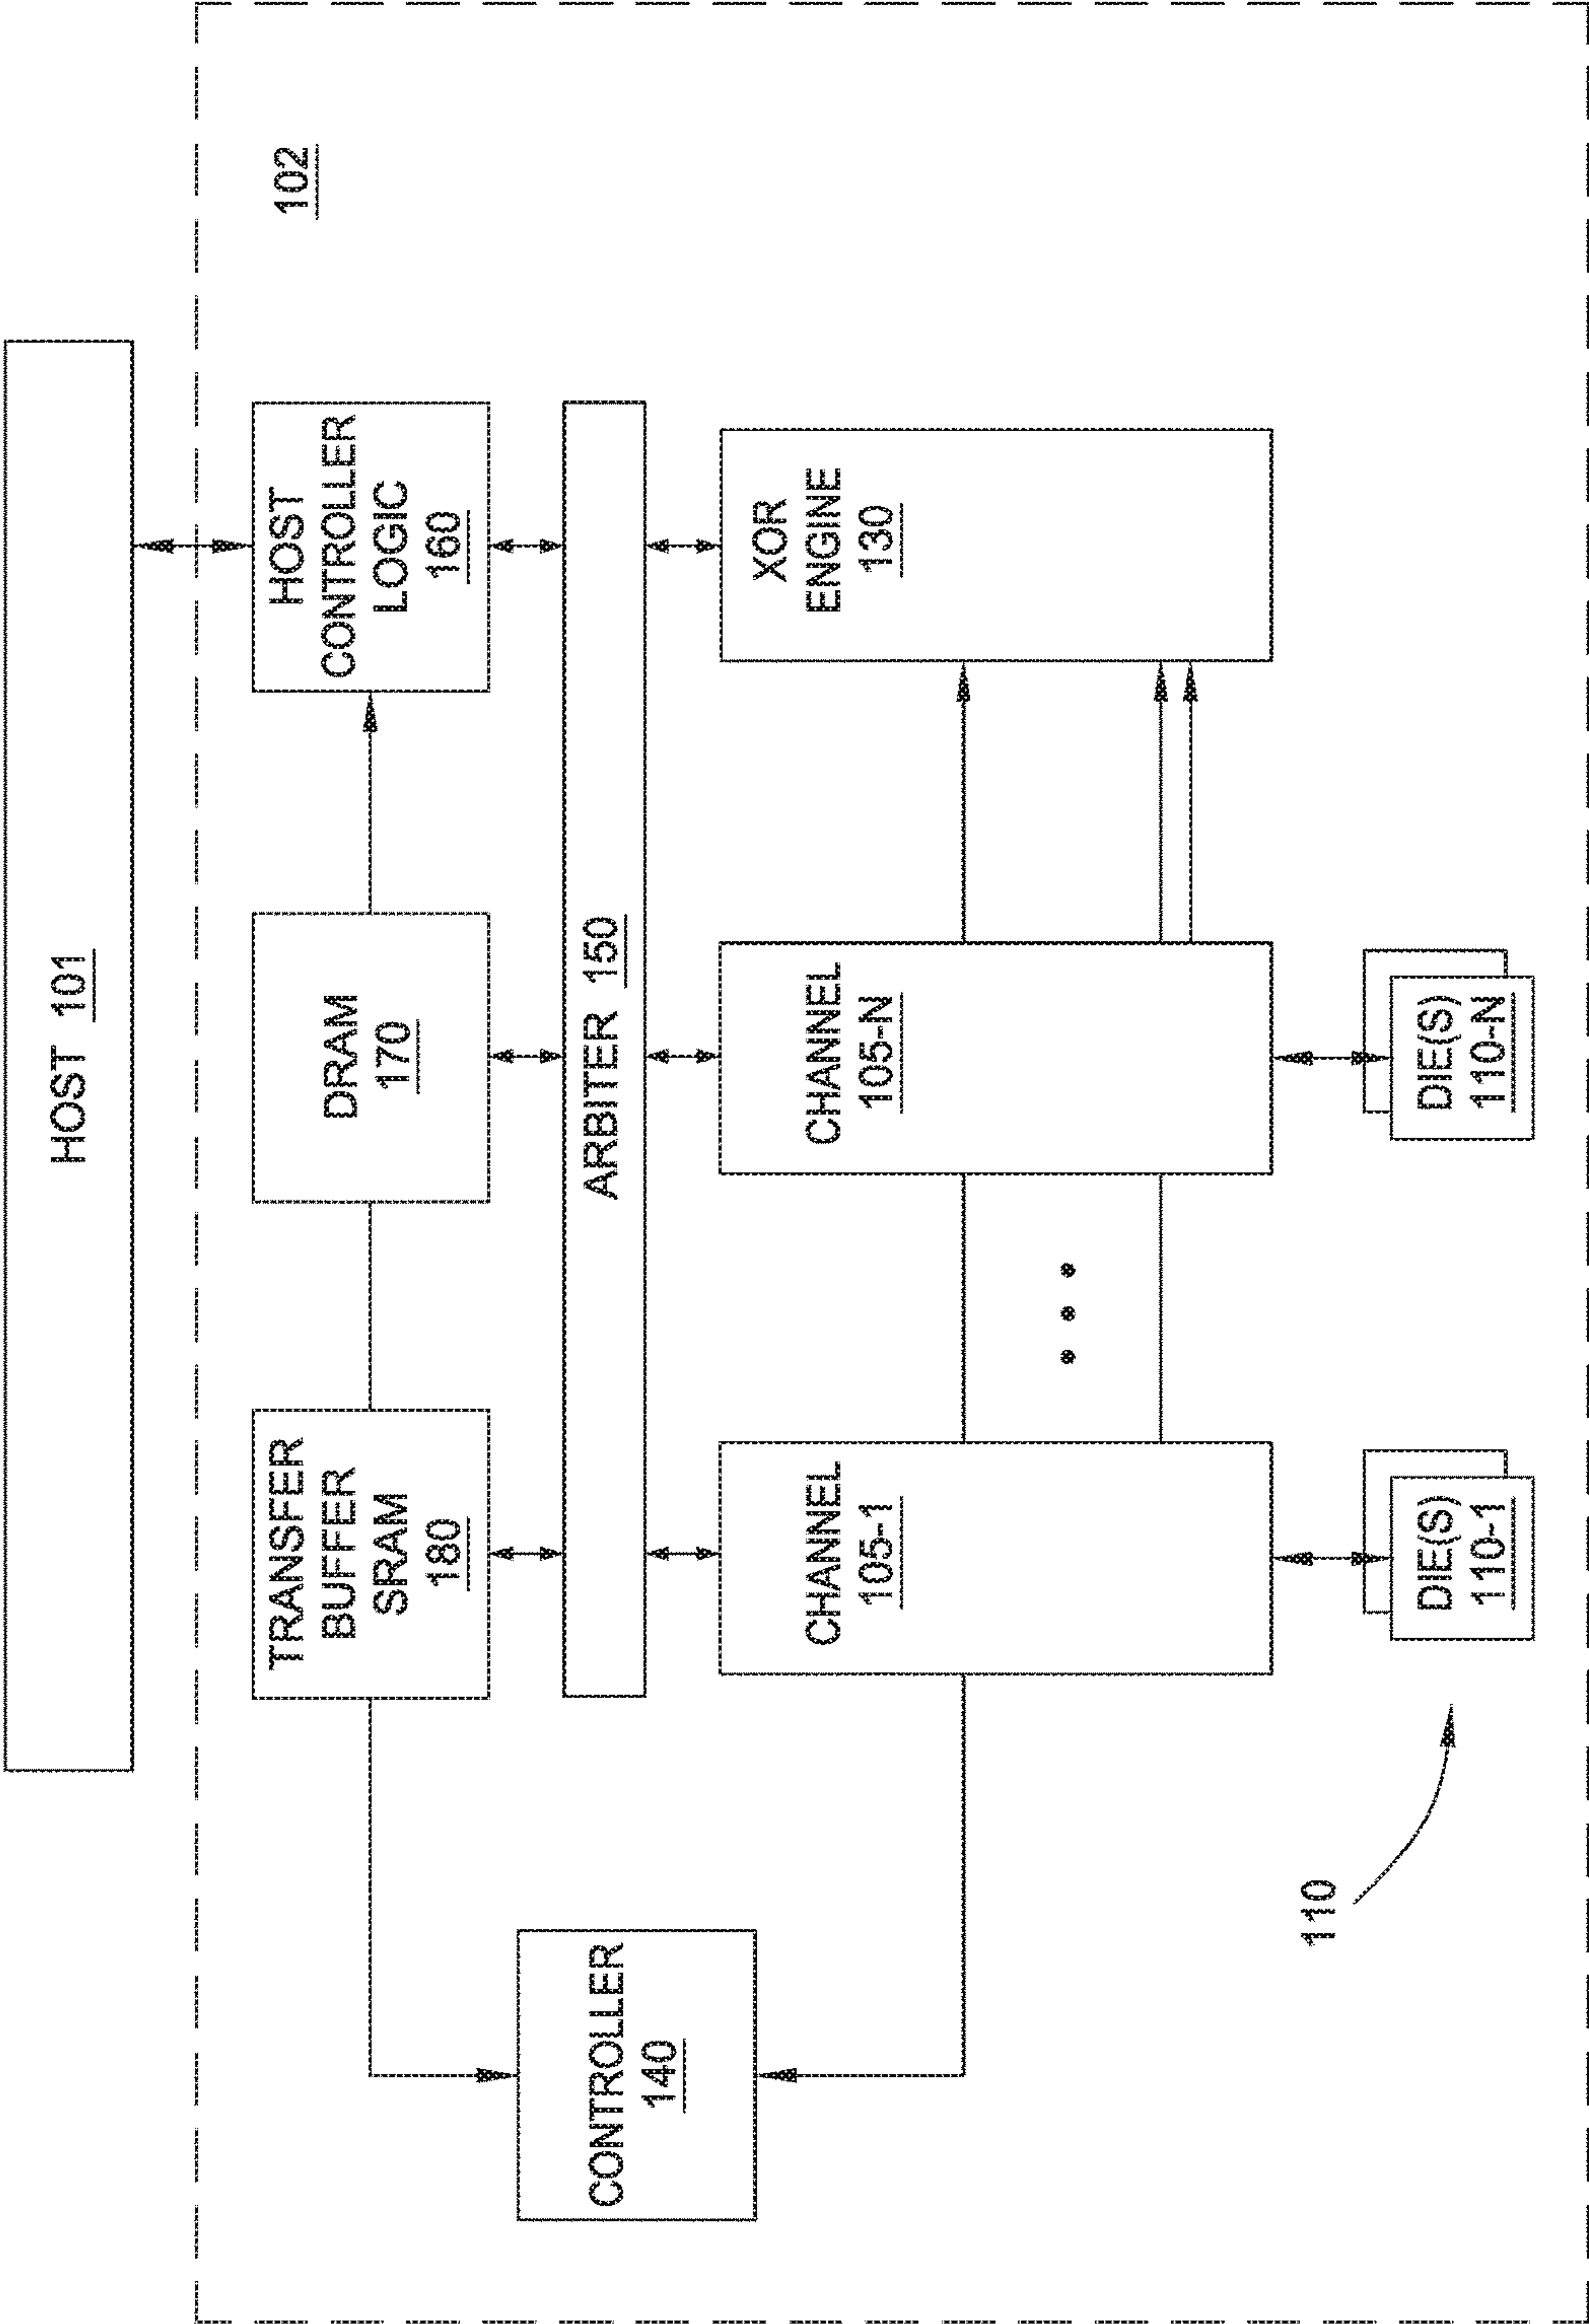 HOST 101
102
TRANSFER
BUFFER
SRAM
180
DRAM
170
HOST
CONTROLLER
LOGIC
160
CONTROLLER
140
ARBITER 150
CHANNEL
105-1
CHANNEL
105-N
XOR
ENGINE
130
110
DIE(S)
110-1
DIE(S)
110-N